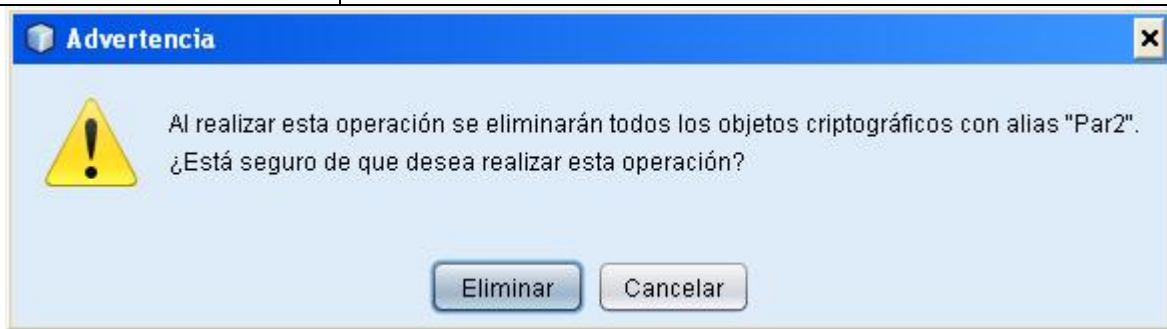 Advertencia
Al realizar esta operación se eliminarán todos los objetos criptográficos con alias "Par2".
¿Está seguro de que desea realizar esta operación?
Eliminar
Cancelar